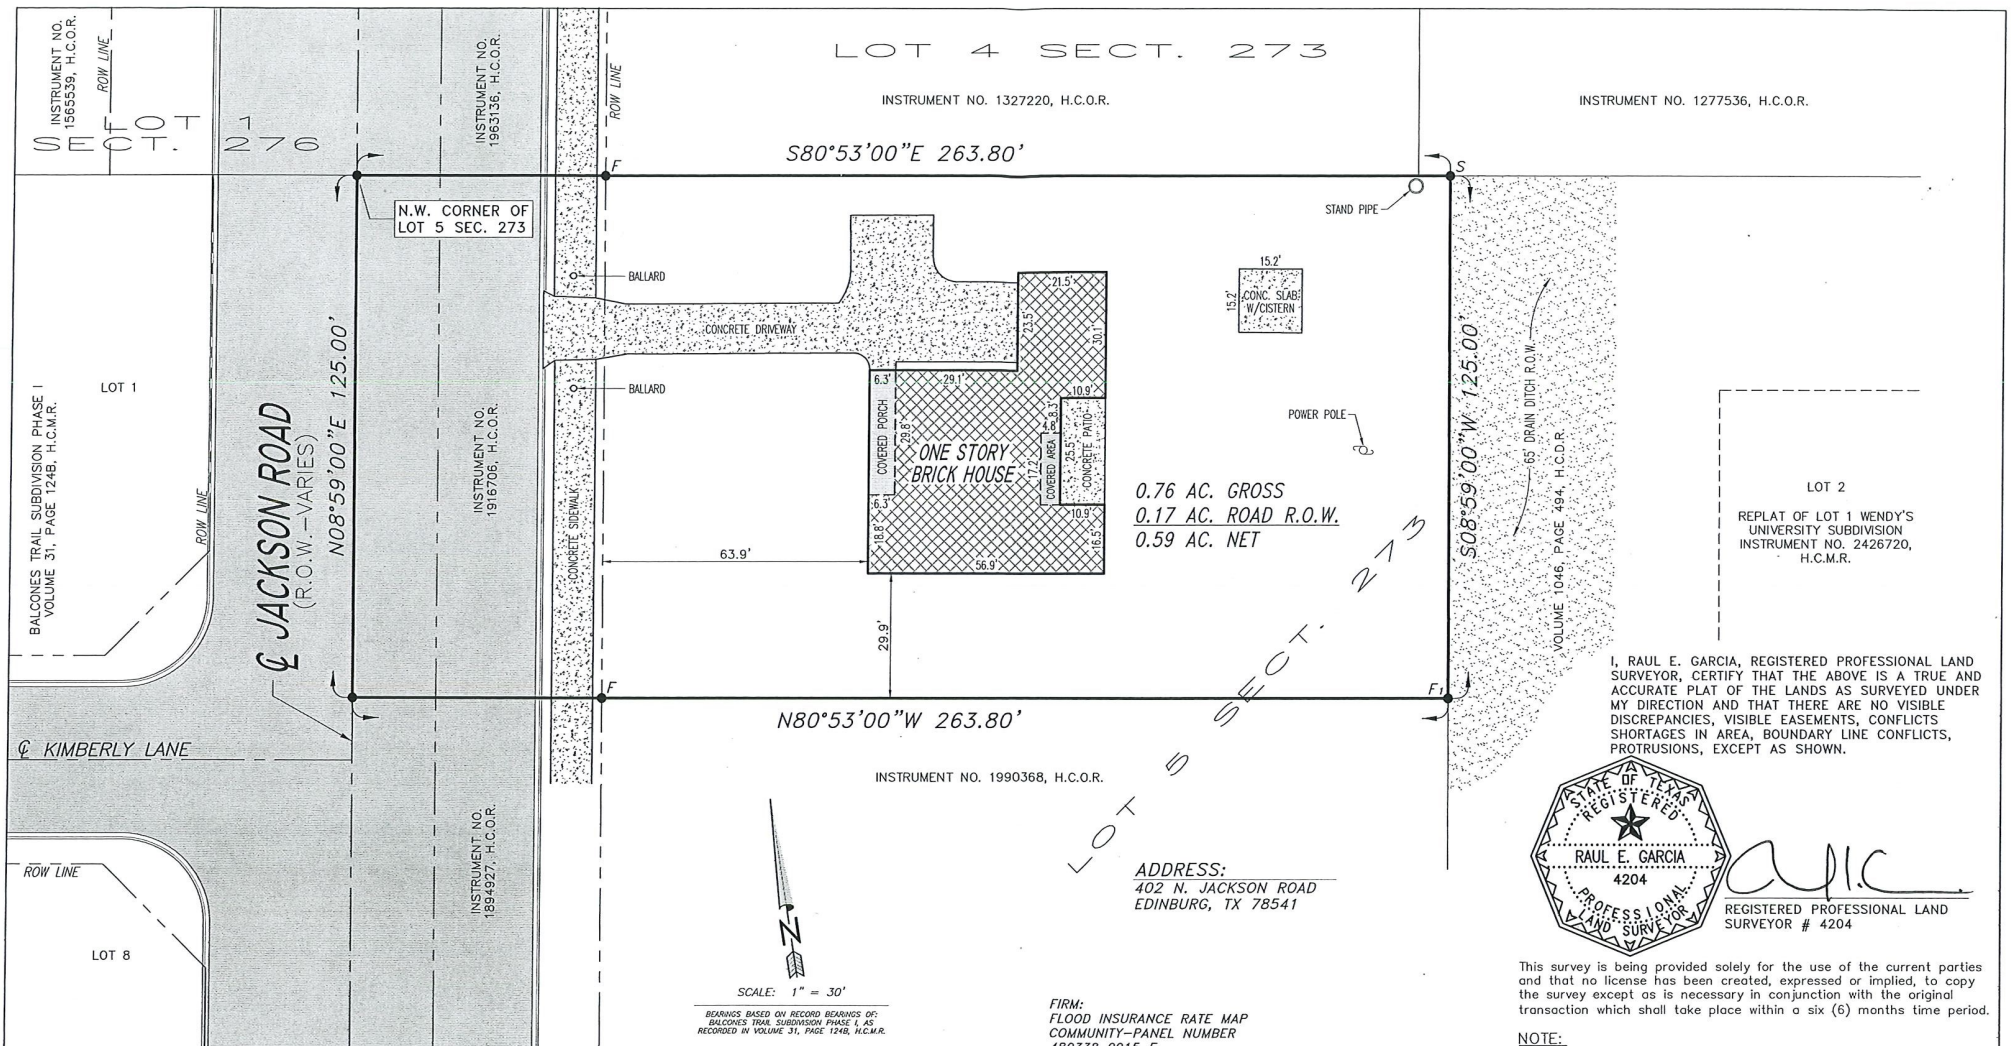 INSTRUMENT NO.
1565539, H.C.O.R.
ROW LINE
LOT 1
SECT. 276
INSTRUMENT NO.
1963136, H.C.O.R.
ROW LINE
LOT 4 SECT. 273
INSTRUMENT NO. 1327220, H.C.O.R.
INSTRUMENT NO. 1277536, H.C.O.R.
S80°53'00"E 263.80'
F
S
N.W. CORNER OF
LOT 5 SEC. 273
STAND PIPE
BALLARD
15.2'
15.2'
CONC. SLAB
W/CISTERN
21.5'
23.5'
30.1'
CONCRETE DRIVEWAY
BALLARD
6.3'
29.1'
10.9'
COVERED PORCH
29.8'
4.8'
8.3'
17.2'
COVERED AREA
25.5'
CONCRETE PATIO
ONE STORY
BRICK HOUSE
6.3'
18.8'
10.9'
16.5'
56.9'
63.9'
29.9'
POWER POLE
0.76 AC. GROSS
0.17 AC. ROAD R.O.W.
0.59 AC. NET
LOT 1
BALCONES TRAIL SUBDIVISION PHASE I
VOLUME 31, PAGE 124B, H.C.M.R.
ROW LINE
℄ JACKSON ROAD
(R.O.W.-VARIES)
N08°59'00"E 125.00'
INSTRUMENT NO.
1916706, H.C.O.R.
CONCRETE SIDEWALK
S08°59'00"W 125.00'
65' DRAIN DITCH R.O.W.
VOLUME 1046, PAGE 494, H.C.D.R.
LOT 2
REPLAT OF LOT 1 WENDY'S
UNIVERSITY SUBDIVISION
INSTRUMENT NO. 2426720,
H.C.M.R.
F
F1
N80°53'00"W 263.80'
LOT 5 SECT. 273
℄ KIMBERLY LANE
INSTRUMENT NO. 1990368, H.C.O.R.
INSTRUMENT NO.
1894927, H.C.O.R.
ROW LINE
LOT 8
I, RAUL E. GARCIA, REGISTERED PROFESSIONAL LAND
SURVEYOR, CERTIFY THAT THE ABOVE IS A TRUE AND
ACCURATE PLAT OF THE LANDS AS SURVEYED UNDER
MY DIRECTION AND THAT THERE ARE NO VISIBLE
DISCREPANCIES, VISIBLE EASEMENTS, CONFLICTS
SHORTAGES IN AREA, BOUNDARY LINE CONFLICTS,
PROTRUSIONS, EXCEPT AS SHOWN.
STATE OF TEXAS
REGISTERED
RAUL E. GARCIA
4204
PROFESSIONAL
LAND SURVEYOR
REGISTERED PROFESSIONAL LAND
SURVEYOR # 4204
ADDRESS:
402 N. JACKSON ROAD
EDINBURG, TX 78541
N
SCALE: 1" = 30'
BEARINGS BASED ON RECORD BEARINGS OF:
BALCONES TRAIL SUBDIVISION PHASE I, AS
RECORDED IN VOLUME 31, PAGE 124B, H.C.M.R.
FIRM:
FLOOD INSURANCE RATE MAP
COMMUNITY-PANEL NUMBER
This survey is being provided solely for the use of the current parties
and that no license has been created, expressed or implied, to copy
the survey except as is necessary in conjunction with the original
transaction which shall take place within a six (6) months time period.
NOTE: